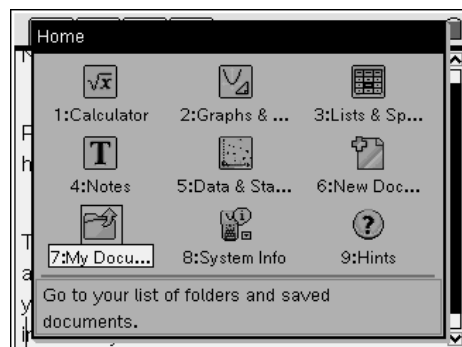 Home
1:Calculator
2:Graphs & ...
3:Lists & Sp...
4:Notes
5:Data & Sta...
6:New Doc...
7:My Docu...
8:System Info
9:Hints
Go to your list of folders and saved
documents.